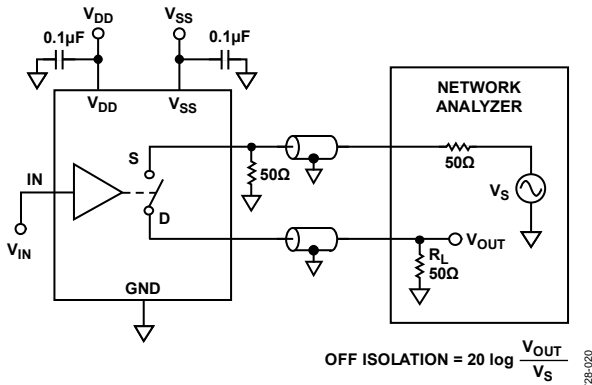 VDD
VSS
0.1µF
0.1µF
VDD
VSS
NETWORK
ANALYZER
S
50Ω
50Ω
IN
VS
D
VOUT
VIN
RL
50Ω
GND
OFF ISOLATION = 20 log VOUT
VS
28-020